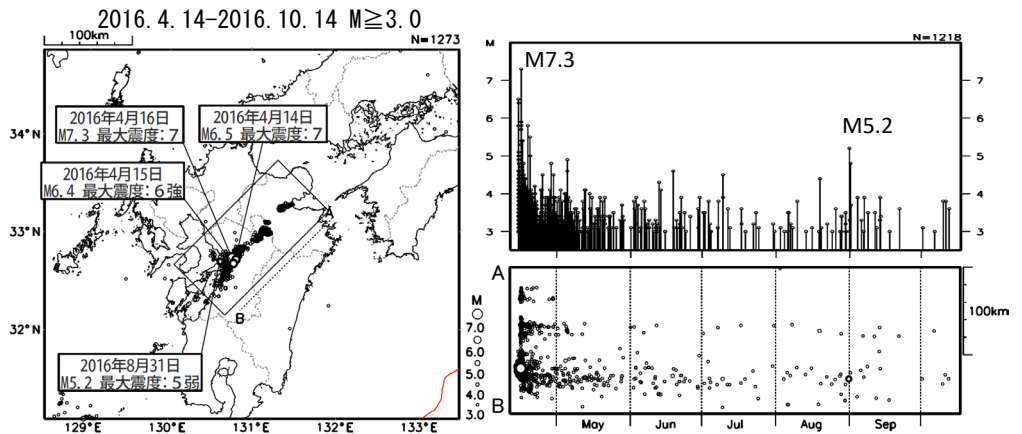 2016.4.14-2016.10.14 M≧3.0
100km
N=1273
34°N
33°N
32°N
2016年4月16日
M7.3 最大震度:7
2016年4月14日
M6.5 最大震度:7
2016年4月15日
M6.4 最大震度:6強
2016年8月31日
M5.2 最大震度:5弱
A
B
129°E
130°E
131°E
132°E
133°E
M
7.0
6.0
5.0
4.0
3.0
N=1218
M
7
6
5
4
3
M7.3
M5.2
7
6
5
4
3
A
B
100km
May
Jun
Jul
Aug
Sep